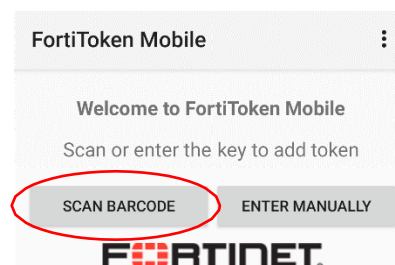 FortiToken Mobile
Welcome to FortiToken Mobile
Scan or enter the key to add token
SCAN BARCODE
ENTER MANUALLY
FORTINET